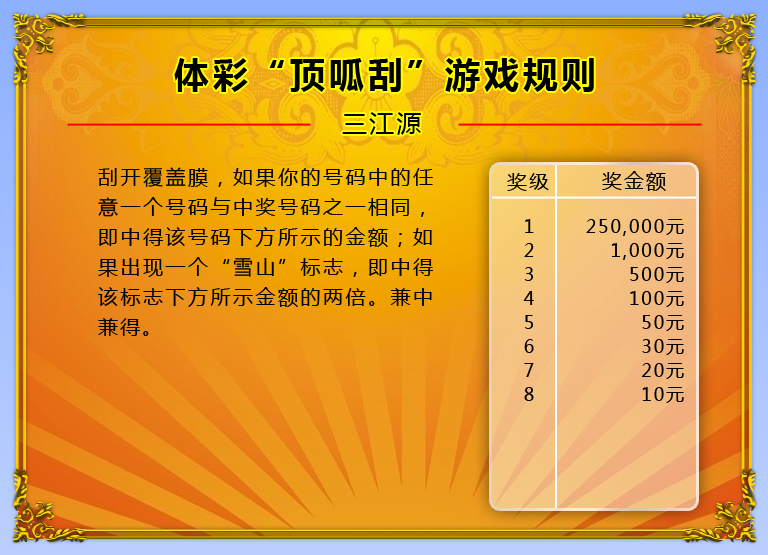 体彩“顶呱刮”游戏规则
三江源
刮开覆盖膜，如果你的号码中的任
意一个号码与中奖号码之一相同，
即中得该号码下方所示的金额；如
果出现一个“雪山”标志，即中得
该标志下方所示金额的两倍。兼中
兼得。
奖级 奖金额
1 250,000元
2 1,000元
3 500元
4 100元
5 50元
6 30元
7 20元
8 10元